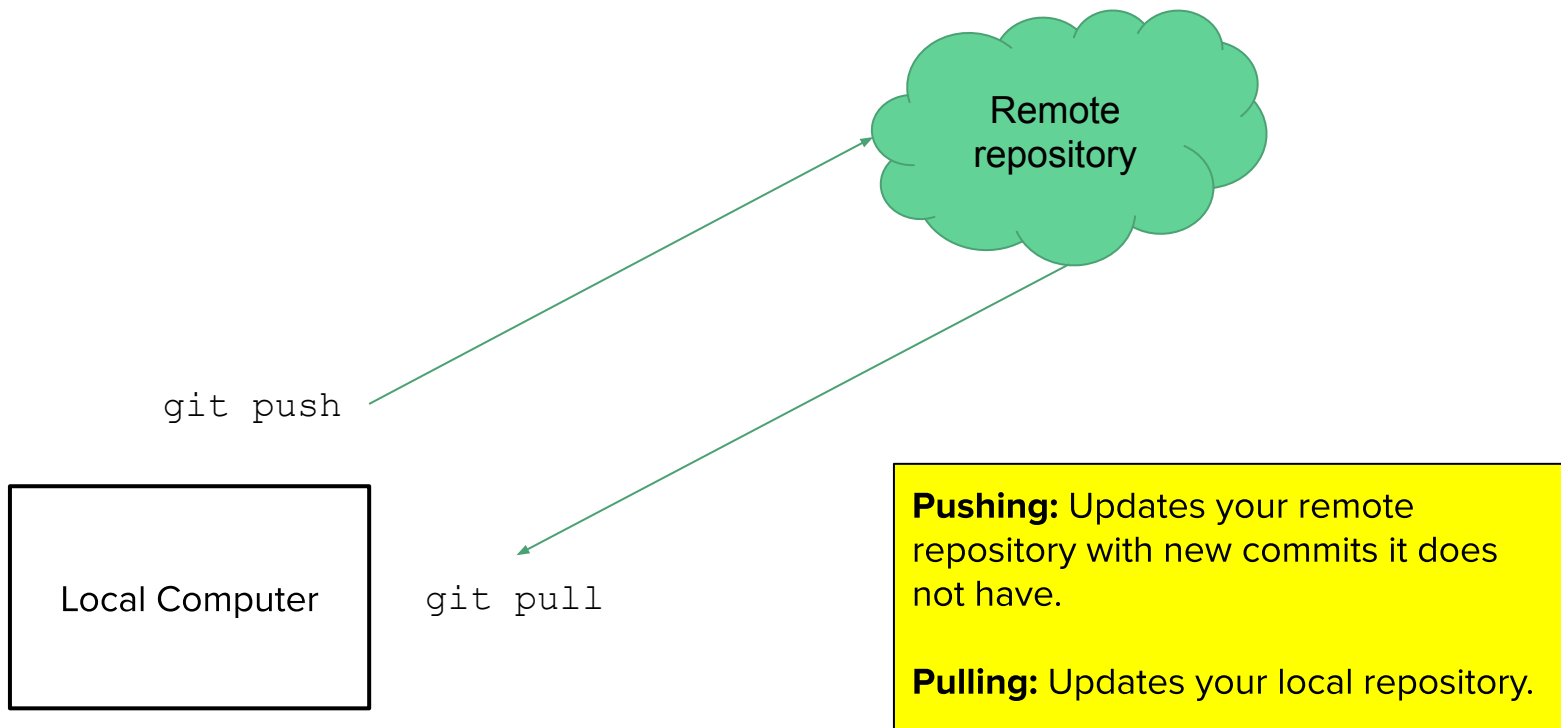 Remote
repository
git push
Local Computer
git pull
Pushing: Updates your remote
repository with new commits it does
not have.
Pulling: Updates your local repository.